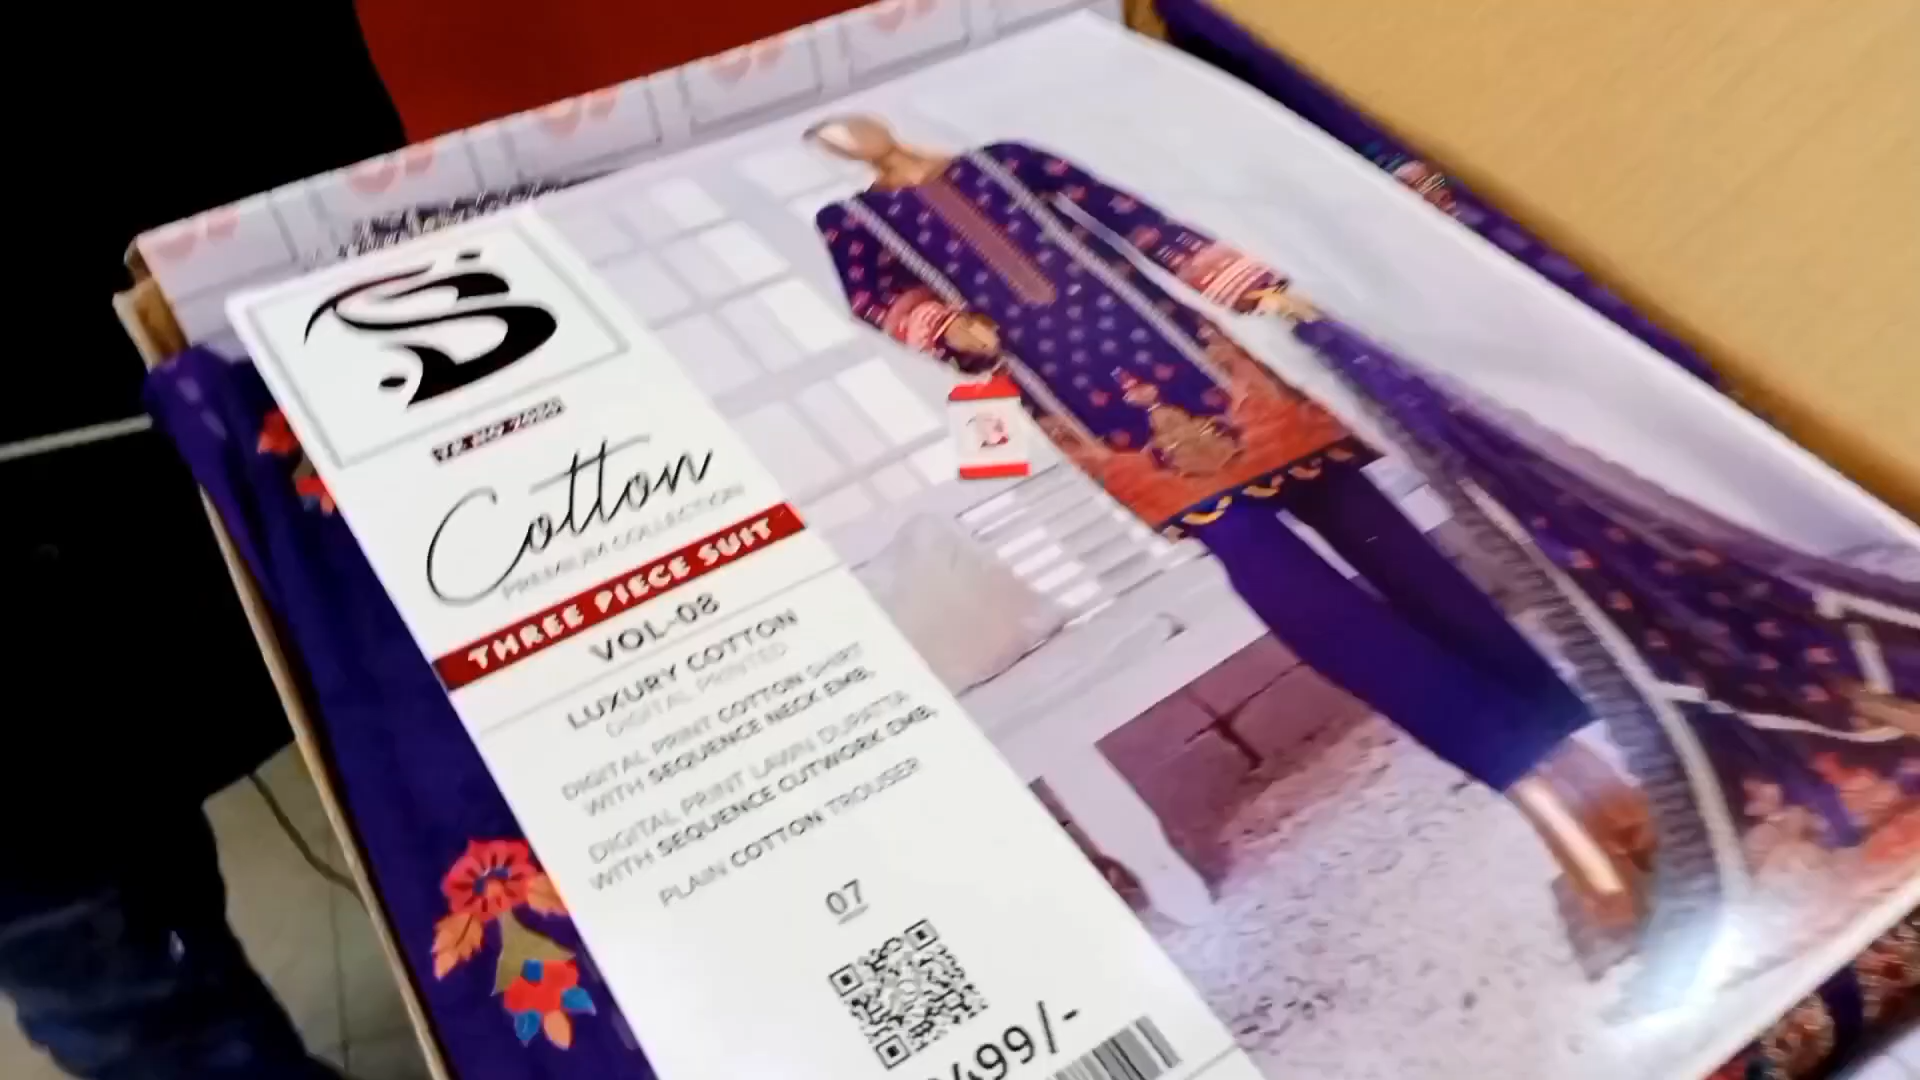 Cotton
PREMIUM COLLECTION
THREE PIECE SUIT
VOL-08
LUXURY COTTON
DIGITAL PRINTED
DIGITAL PRINT COTTON SHIRT
WITH SEQUENCE NECK EMB,
DIGITAL PRINT LAWN DUPATTA
WITH SEQUENCE CUTWORK EMB,
PLAIN COTTON TROUSER
07
499/-